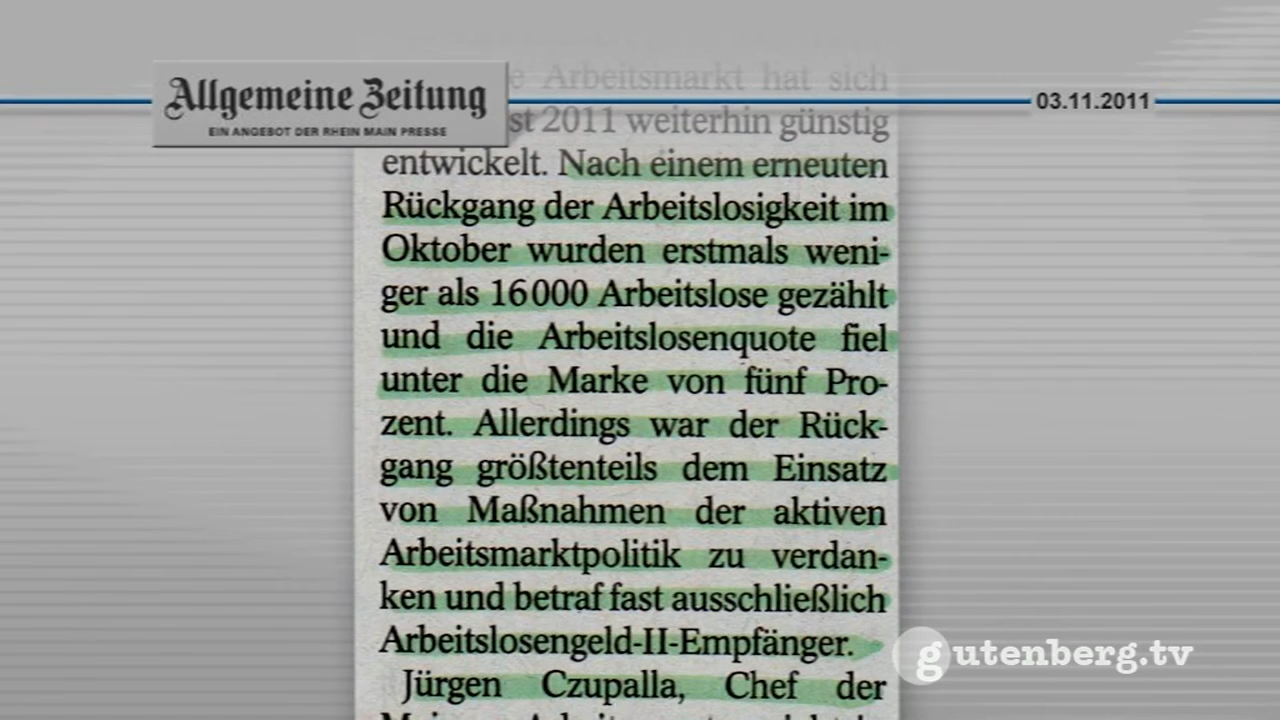 Allgemeine Zeitung
EIN ANGEBOT DER RHEIN MAIN PRESSE
03.11.2011
Arbeitsmarkt hat sich
2011 weiterhin günstig
entwickelt. Nach einem erneuten
Rückgang der Arbeitslosigkeit im
Oktober wurden erstmals weni-
ger als 16000 Arbeitslose gezählt
und die Arbeitslosenquote fiel
unter die Marke von fünf Pro-
zent. Allerdings war der Rück-
gang größtenteils dem Einsatz
von Maßnahmen der aktiven
Arbeitsmarktpolitik zu verdan-
ken und betraf fast ausschließlich
Arbeitslosengeld-II-Empfänger.
Jürgen Czupalla, Chef der
gutenberg.tv